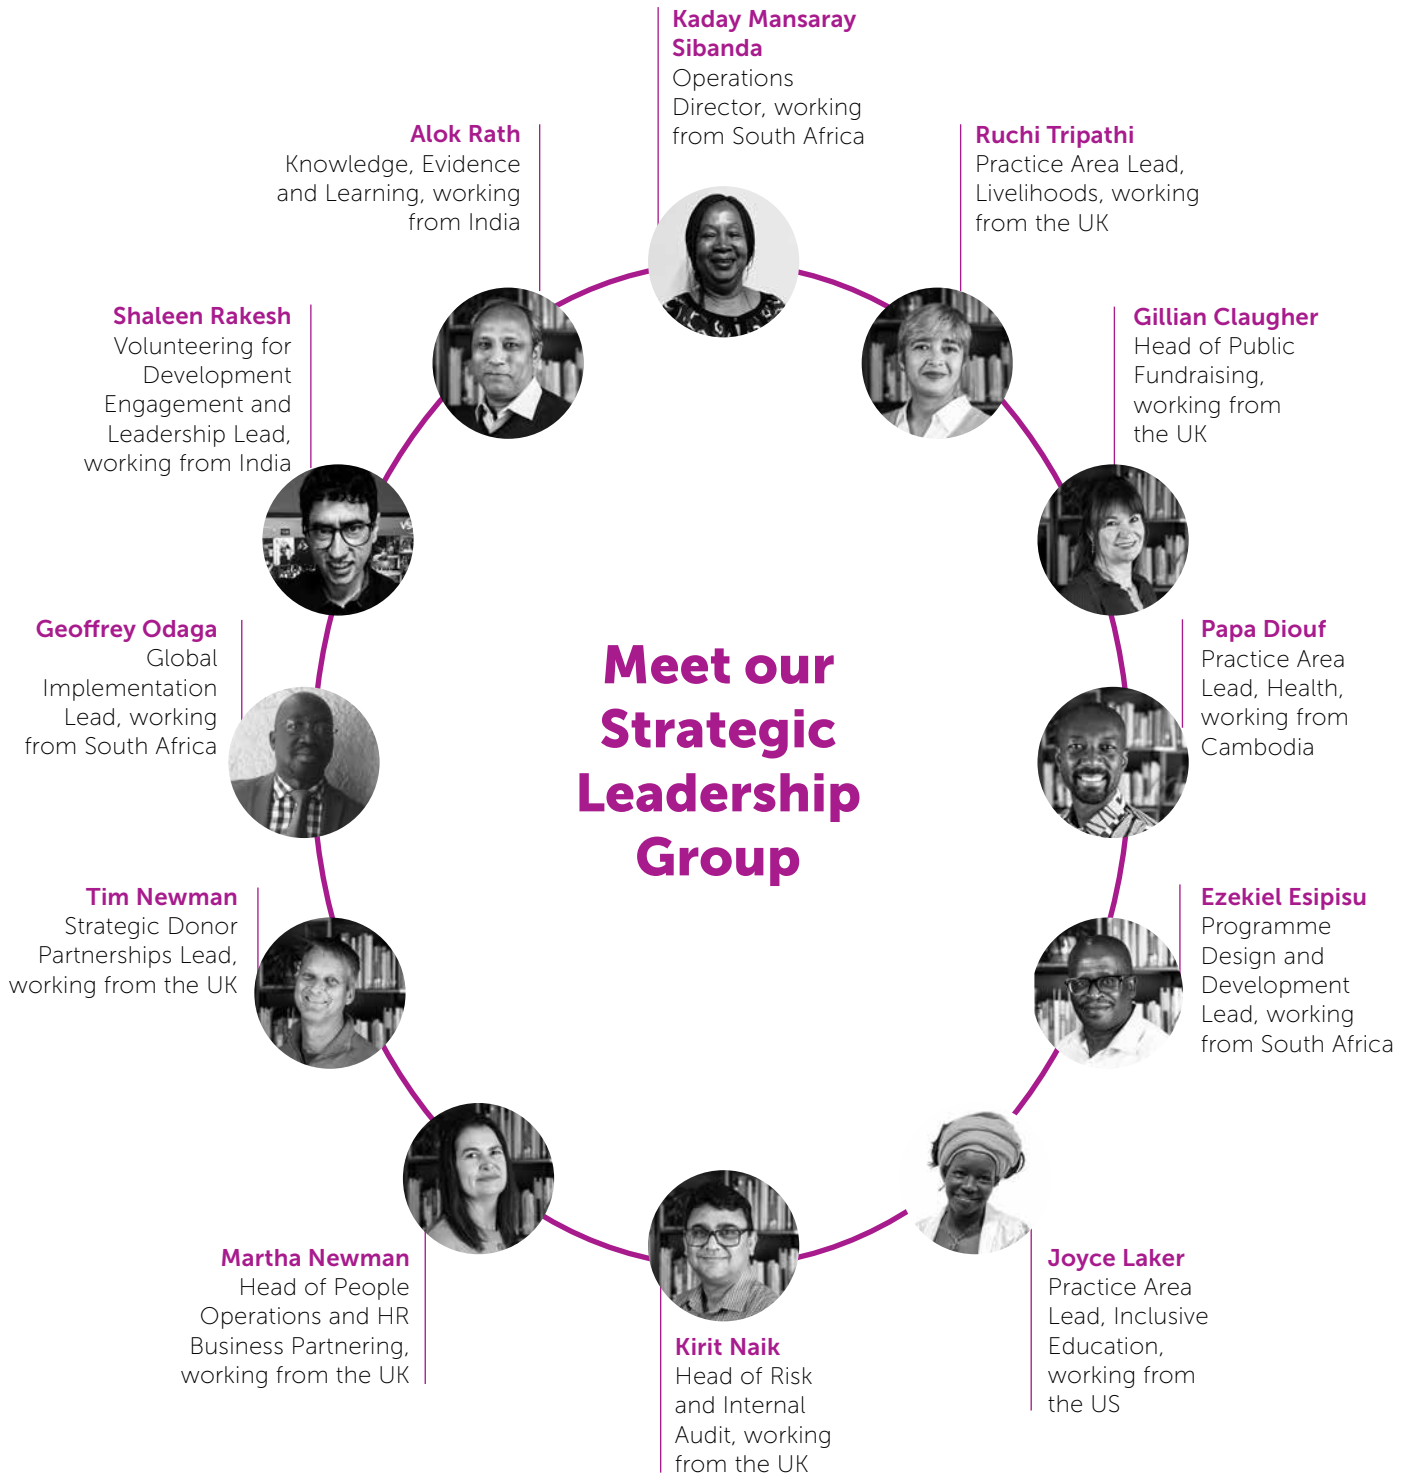 Kaday Mansaray
Sibanda
Operations
Director, working
from South Africa
Ruchi Tripathi
Practice Area Lead,
Livelihoods, working
from the UK
Gillian Claugher
Head of Public
Fundraising,
working from
the UK
Papa Diouf
Practice Area
Lead, Health,
working from
Cambodia
Ezekiel Esipisu
Programme
Design and
Development
Lead, working
from South Africa
Joyce Laker
Practice Area
Lead, Inclusive
Education,
working from
the US
Kirit Naik
Head of Risk
and Internal
Audit, working
from the UK
Martha Newman
Head of People
Operations and HR
Business Partnering,
working from the UK
Tim Newman
Strategic Donor
Partnerships Lead,
working from the UK
Geoffrey Odaga
Global
Implementation
Lead, working
from South Africa
Shaleen Rakesh
Volunteering for
Development
Engagement and
Leadership Lead,
working from India
Alok Rath
Knowledge, Evidence
and Learning, working
from India
Meet our
Strategic
Leadership
Group